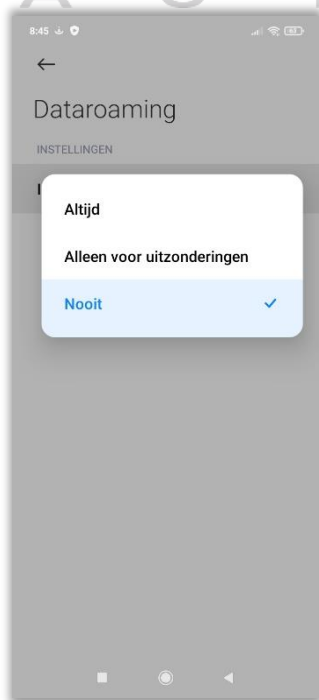 8:45
Dataroaming
INSTELLINGEN
Altijd
Alleen voor uitzonderingen
Nooit